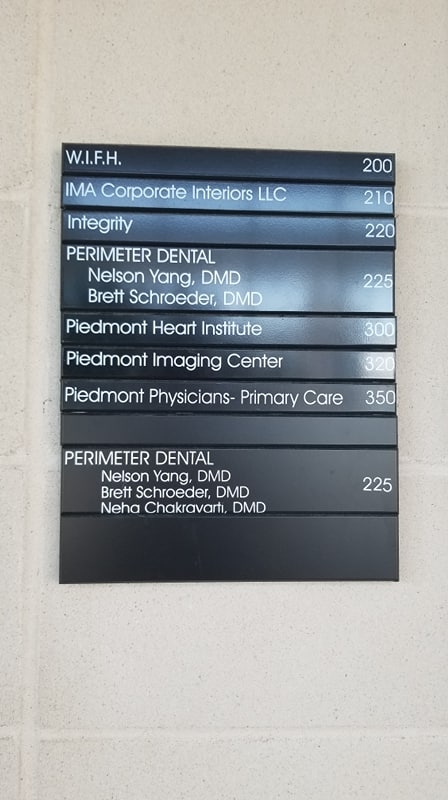 W.I.F.H. 200
IMA Corporate Interiors LLC 210
Integrity 220
PERIMETER DENTAL
Nelson Yang, DMD 225
Brett Schroeder, DMD
Piedmont Heart Institute 300
Piedmont Imaging Center 320
Piedmont Physicians- Primary Care 350
PERIMETER DENTAL
Nelson Yang, DMD 225
Brett Schroeder, DMD
Neha Chakravarti, DMD